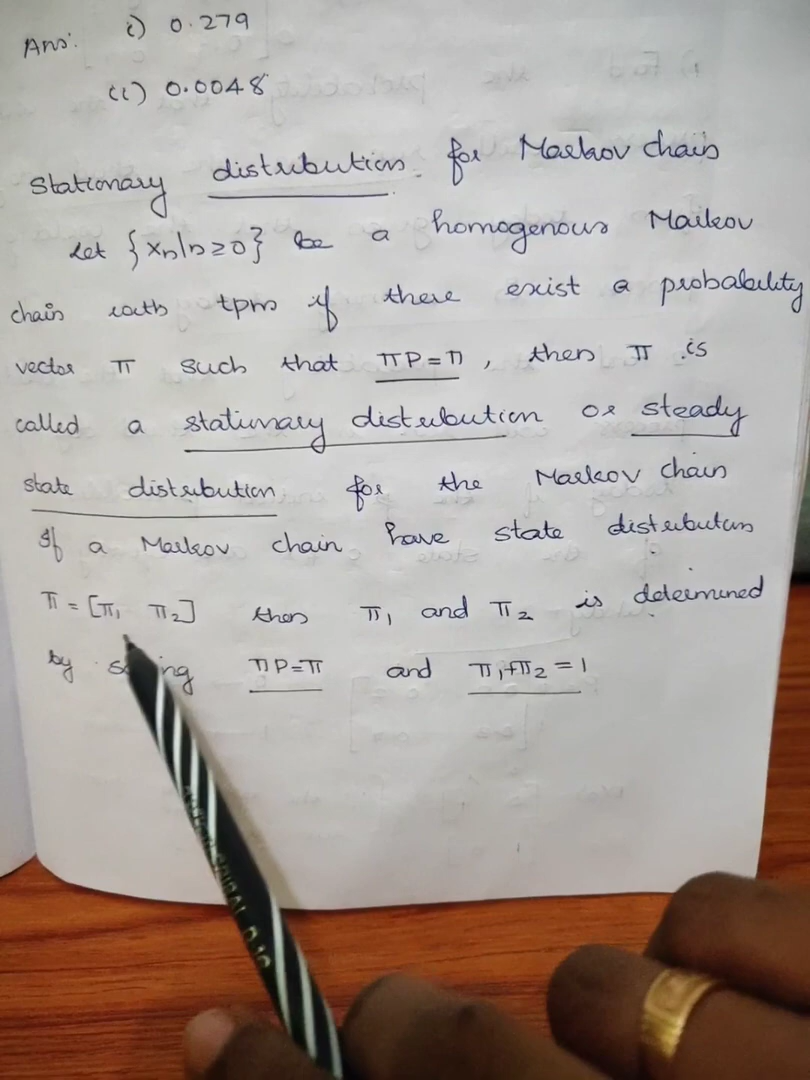 Ans: i) 0.279
(ii) 0.0048
Stationary distribution for Markov chain
Let {Xn|n≥0} be a homogenous Markov
chain with tpm if there exist a probability
vector π such that πP=π, then π is
called a stationary distribution or steady
state distribution for the Markov chain
If a Markov chain have state distribution
π = [π₁ π₂] then π₁ and π₂ is determined
by πP=π and π₁+π₂=1